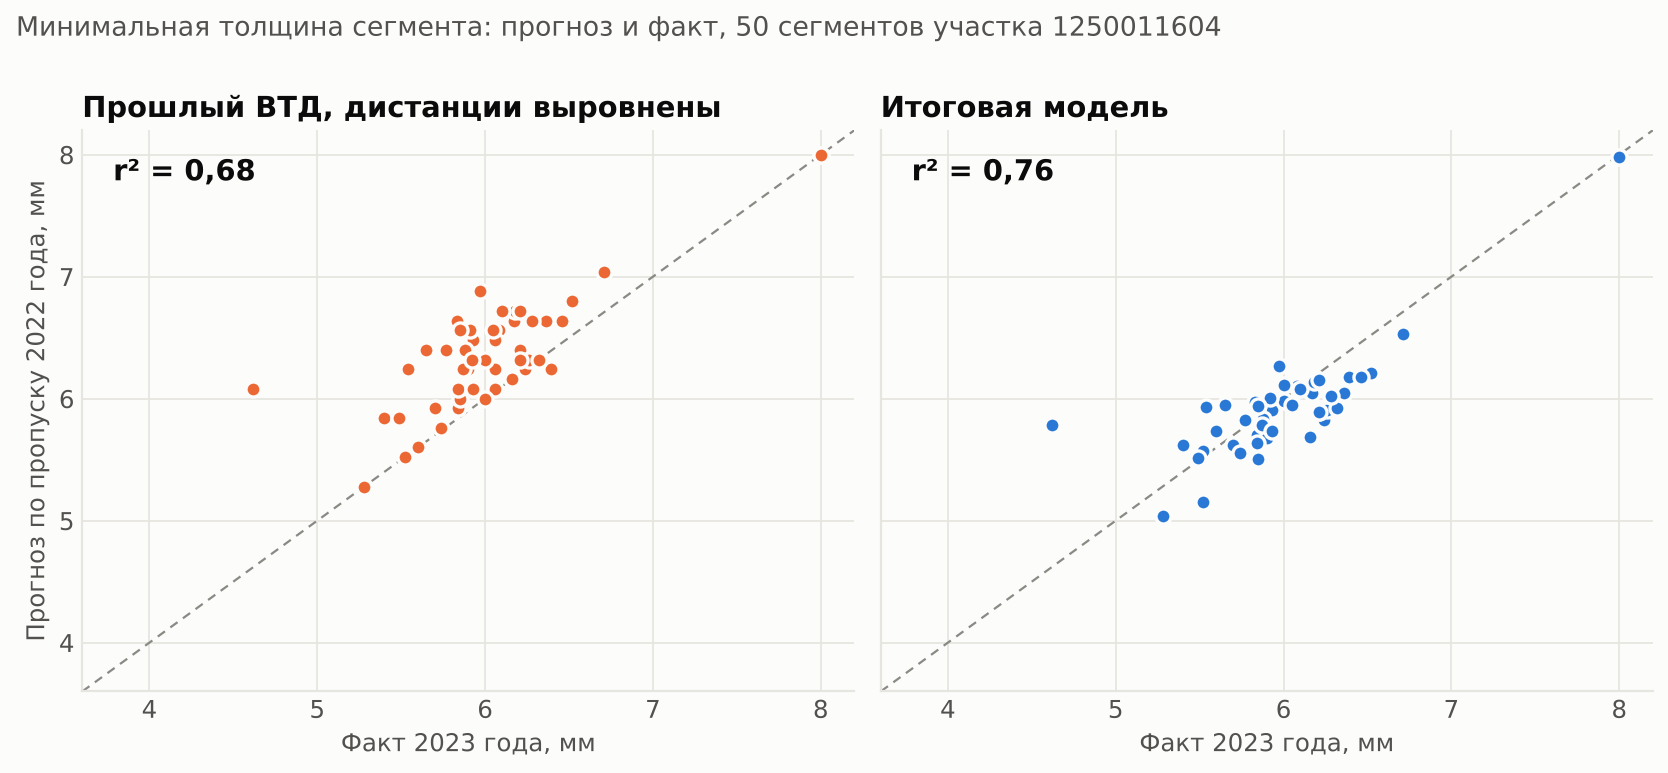 Минимальная толщина сегмента: прогноз и факт, 50 сегментов участка 1250011604
Прошлый ВТД, дистанции выровнены
r² = 0,68
Прогноз по пропуску 2022 года, мм
8
7
6
5
4
4 5 6 7 8
Факт 2023 года, мм
Итоговая модель
r² = 0,76
4 5 6 7 8
Факт 2023 года, мм